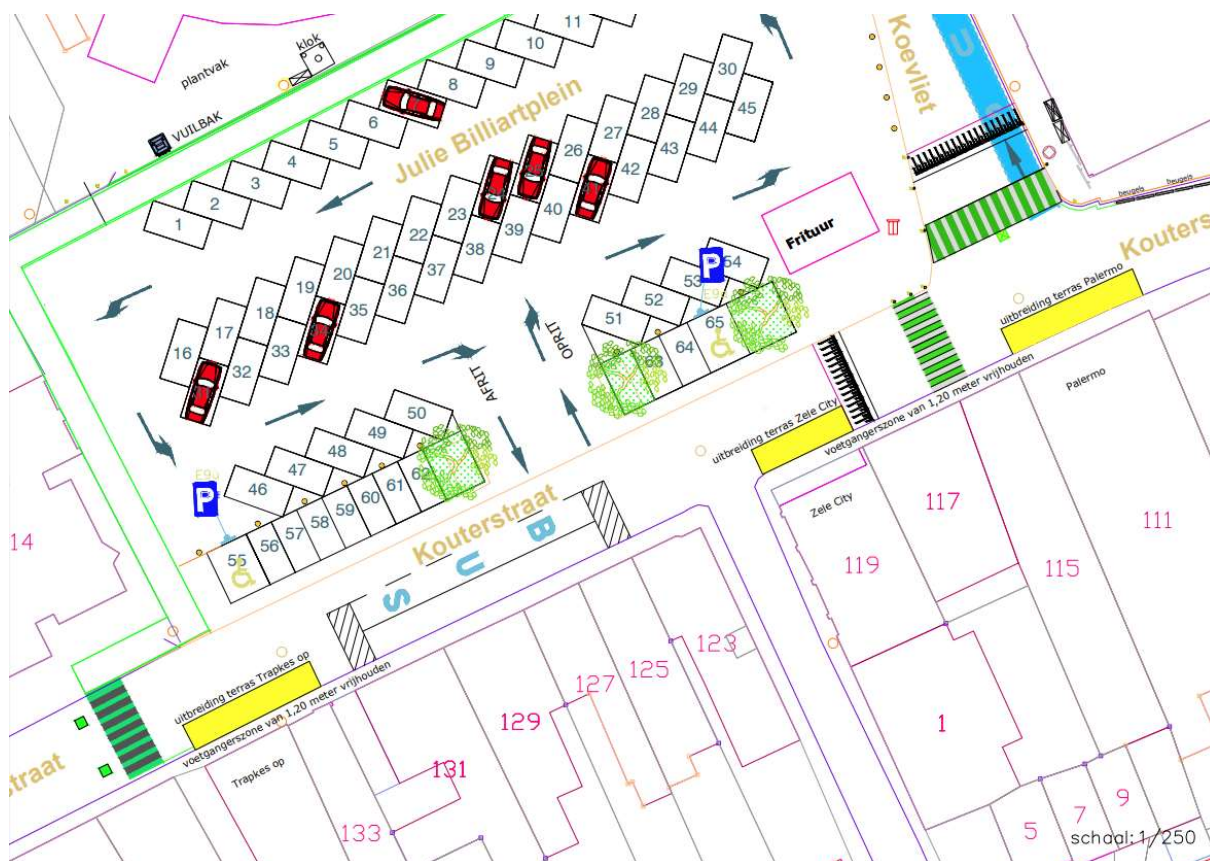 klok
plantvak
VUILBAK
Julie Billiartplein
Koevliet
U
Frituur
Kouters
OPRIT
AFRIT
Kouterstraat
BUS
straat
uitbreiding terras Palermo
uitbreiding terras Zele City
uitbreiding terras Trapkes op
voetgangerszone van 1,20 meter vrijhouden
voetgangerszone van 1,20 meter vrijhouden
Palermo
Zele City
Trapkes op
beugels
beugels
P
P
1
2
3
4
5
6
8
9
10
11
16
17
18
19
20
21
22
23
26
27
28
29
30
32
33
35
36
37
38
39
40
42
43
44
45
46
47
48
49
50
51
52
53
54
55
56
57
58
59
60
61
62
63
64
65
14
117
111
119
115
123
125
127
129
131
133
1
5
7
9
schaal: 1/250